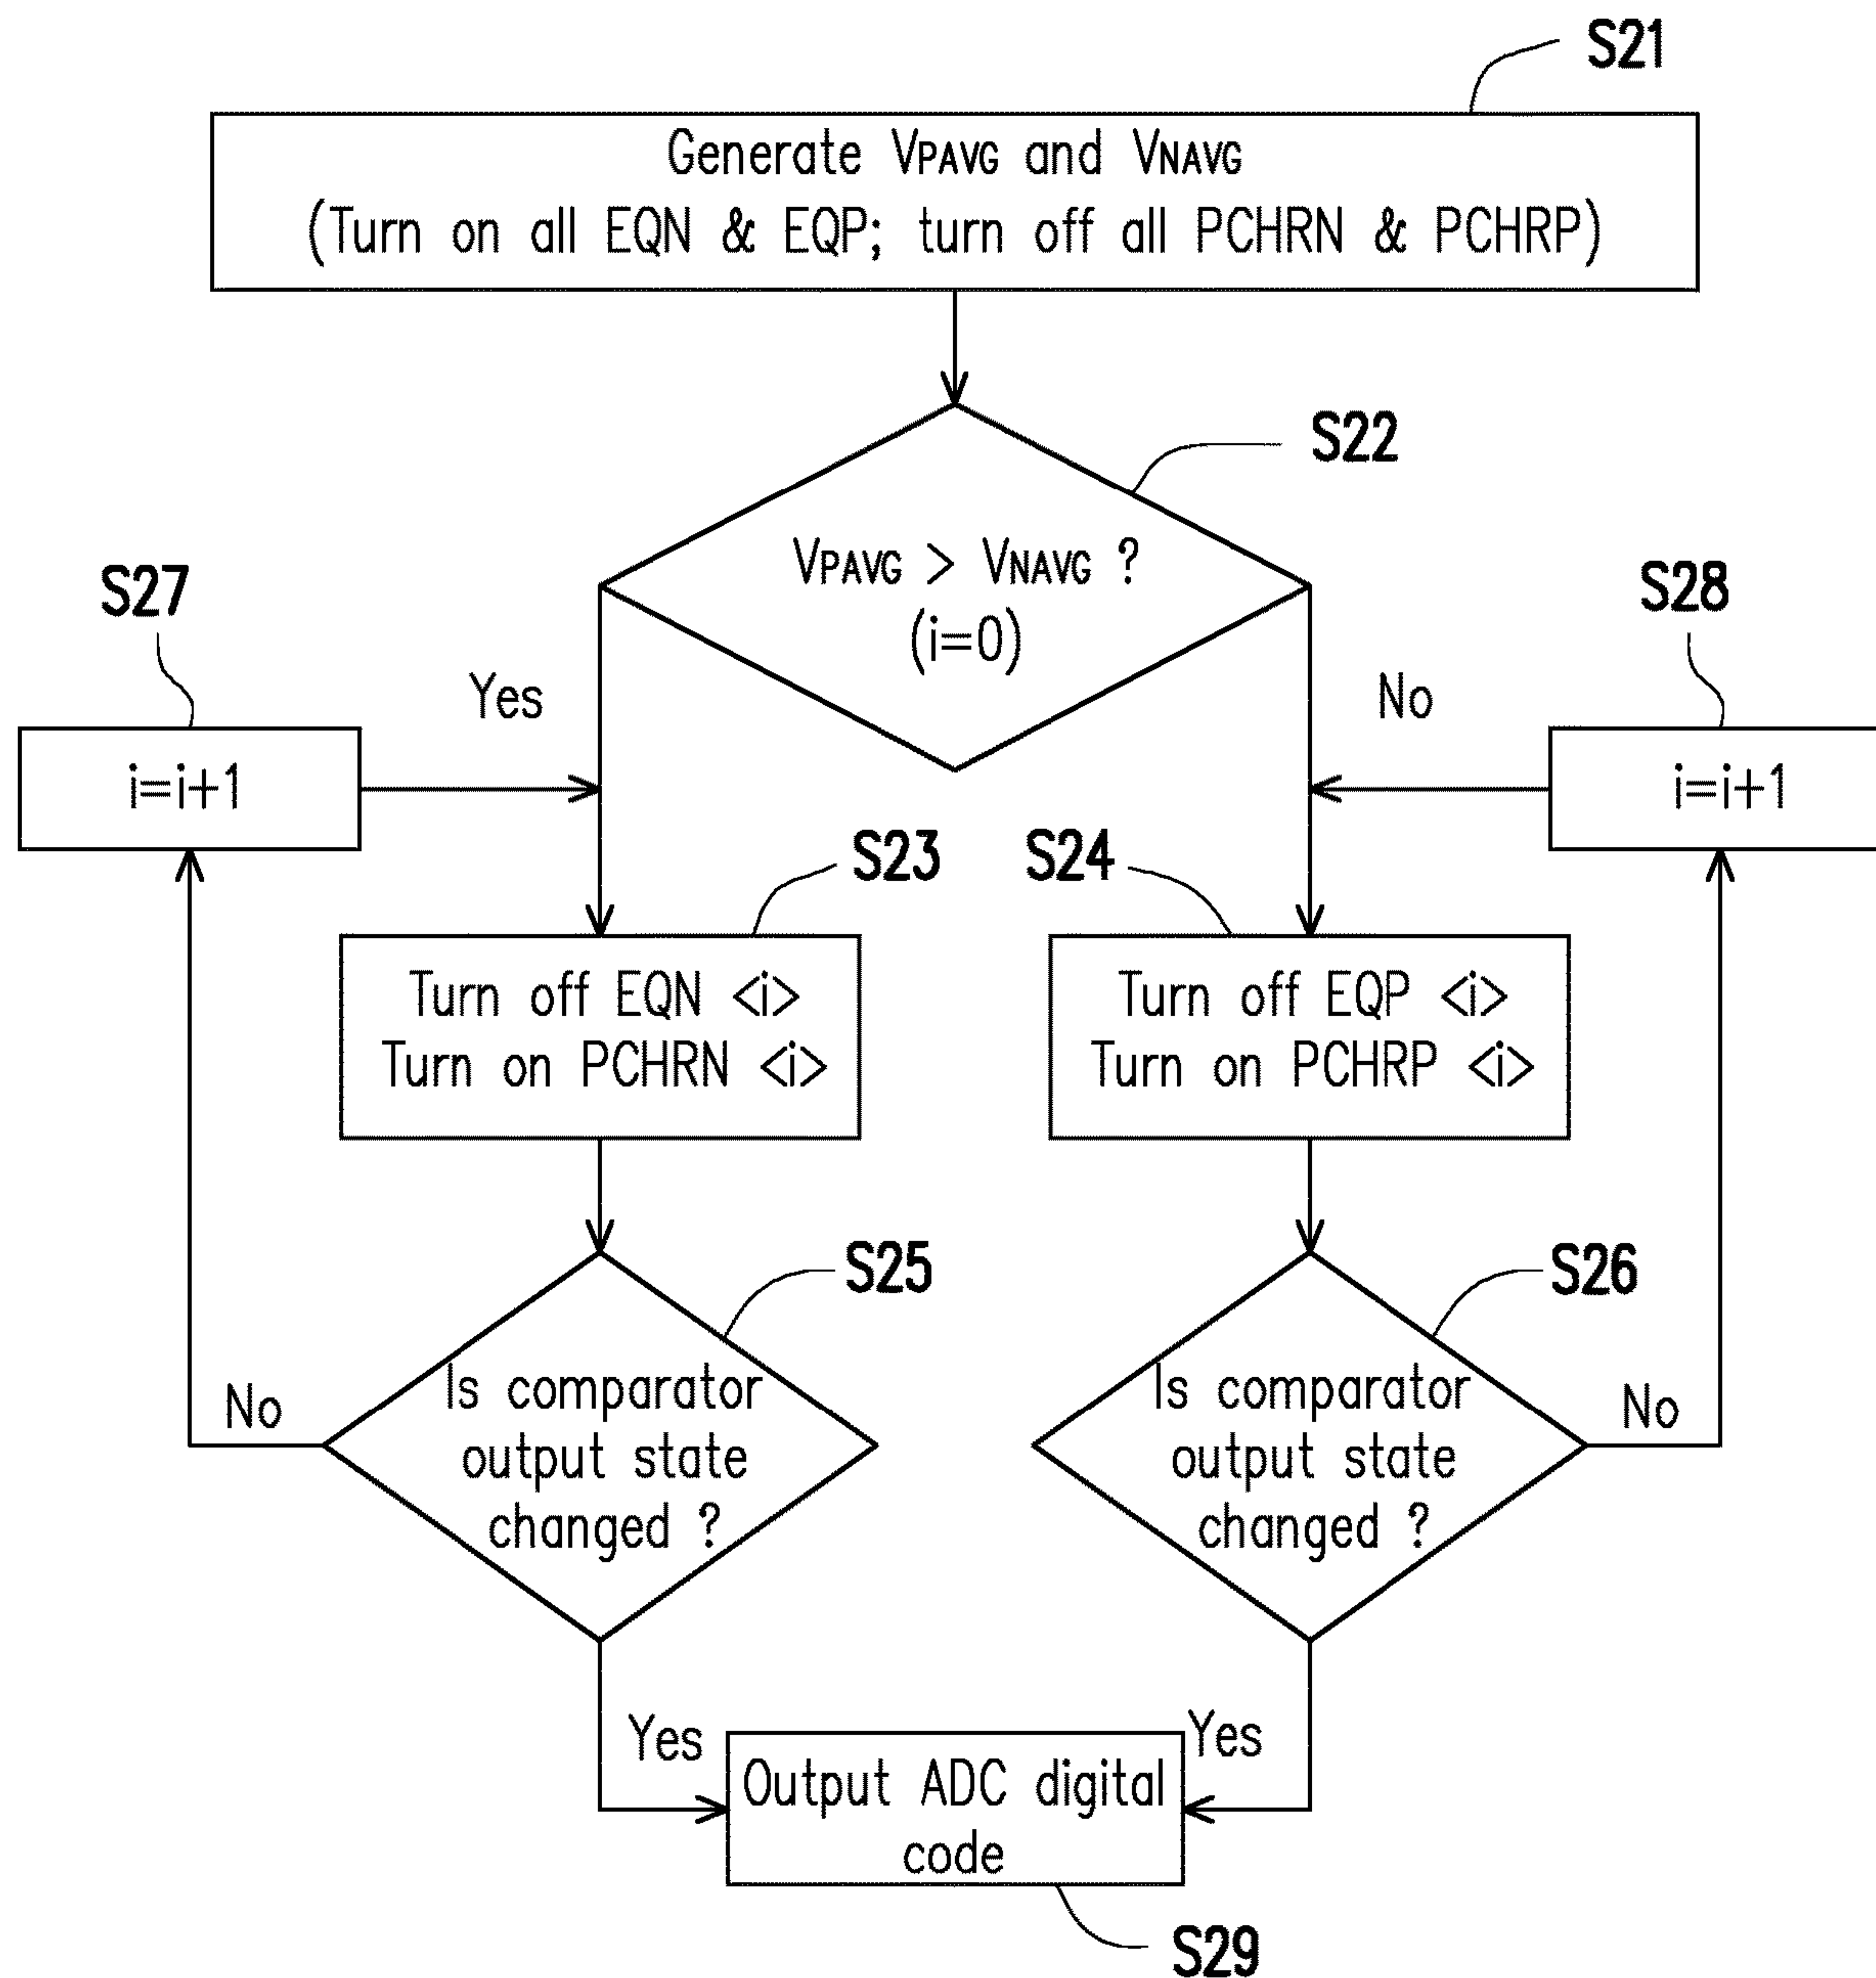 S21
Generate VPAVG and VNAVG
(Turn on all EQN & EQP; turn off all PCHRN & PCHRP)
S22
VPAVG > VNAVG ?
(i=0)
S27
S28
Yes
No
i=i+1
i=i+1
S23
S24
Turn off EQN <i>
Turn on PCHRN <i>
Turn off EQP <i>
Turn on PCHRP <i>
S25
S26
Is comparator
output state
changed ?
No
Is comparator
output state
changed ?
No
Yes
Yes
Output ADC digital
code
S29